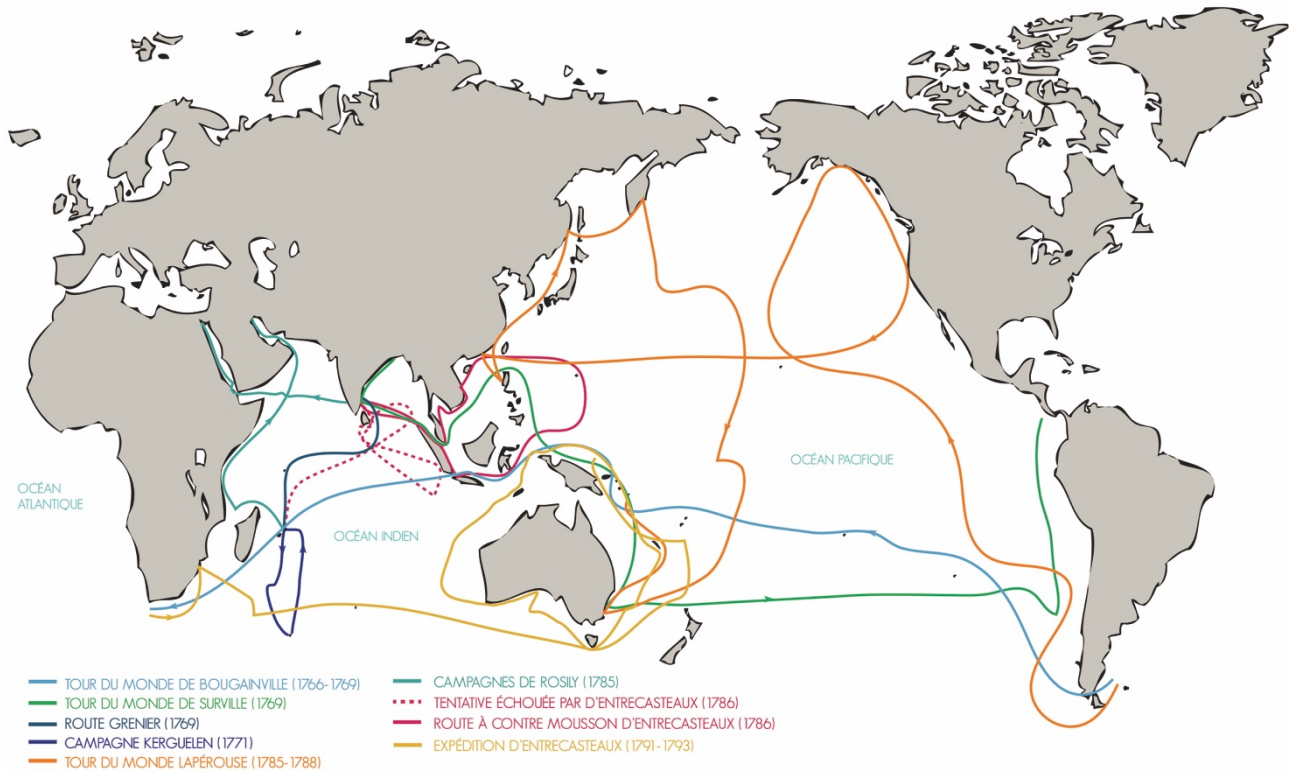 OCÉAN
ATLANTIQUE
OCÉAN PACIFIQUE
OCÉAN INDIEN
TOUR DU MONDE DE BOUGAINVILLE (1766-1769)
TOUR DU MONDE DE SURVILLE (1769)
ROUTE GRENIER (1769)
CAMPAGNE KERGUELEN (1771)
TOUR DU MONDE LAPÉROUSE (1785-1788)
CAMPAGNES DE ROSILY (1785)
TENTATIVE ÉCHOUÉE PAR D'ENTRECASTEAUX (1786)
ROUTE À CONTRE MOUSSON D'ENTRECASTEAUX (1786)
EXPÉDITION D'ENTRECASTEAUX (1791-1793)